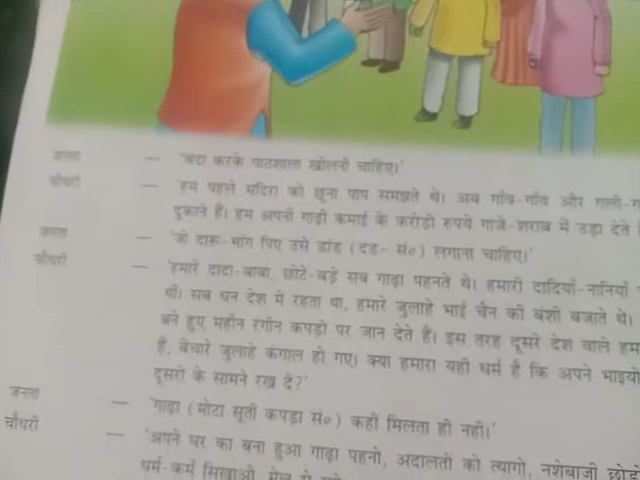 जनता — 'चंदा करके पाठशाला खोलनी चाहिए।'
चौधरी — 'हम पहले मदिरा को छूना पाप समझते थे। अब गाँव-गाँव और गली-ग
दुकाने हैं। हम अपनी गाढ़ी कमाई के करोड़ो रुपये गाजे-शराब में उड़ा देते
जनता — 'जो दारू-भांग पिए उसे डांड (दंड- सं०) लगाना चाहिए।'
चौधरी — 'हमारे दादा-बाबा, छोटे-बड़े सब गाढ़ा पहनते थे। हमारी दादियाँ-नानियाँ
थीं। सब धन देश में रहता था, हमारे जुलाहे भाई चैन की बंशी बजाते थे।
बने हुए महीन रंगीन कपड़ों पर जान देते हैं। इस तरह दूसरे देश वाले हम
है, बेचारे जुलाहे कंगाल हो गए। क्या हमारा यही धर्म है कि अपने भाइयो
दूसरों के सामने रख दें?'
जनता — 'गाढ़ा (मोटा सूती कपड़ा सं०) कहीं मिलता ही नहीं।'
चौधरी — 'अपने घर का बना हुआ गाढ़ा पहनो, अदालतों को त्यागो, नशेबाजी छोड़
धर्म-कर्म सिखाओ, मेल